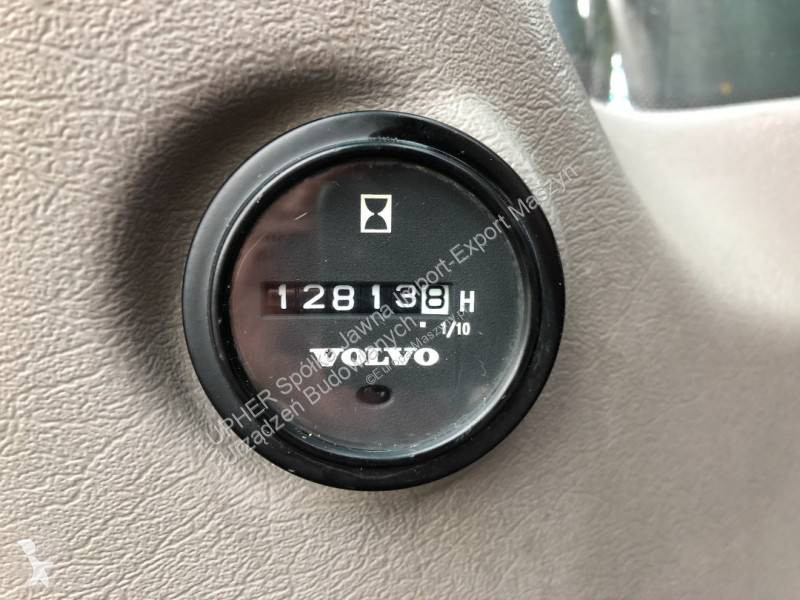 128138 H
1/10
VOLVO
UPHER Spółka Jawna Import-Export Maszyn
Urządzeń Budowlanych